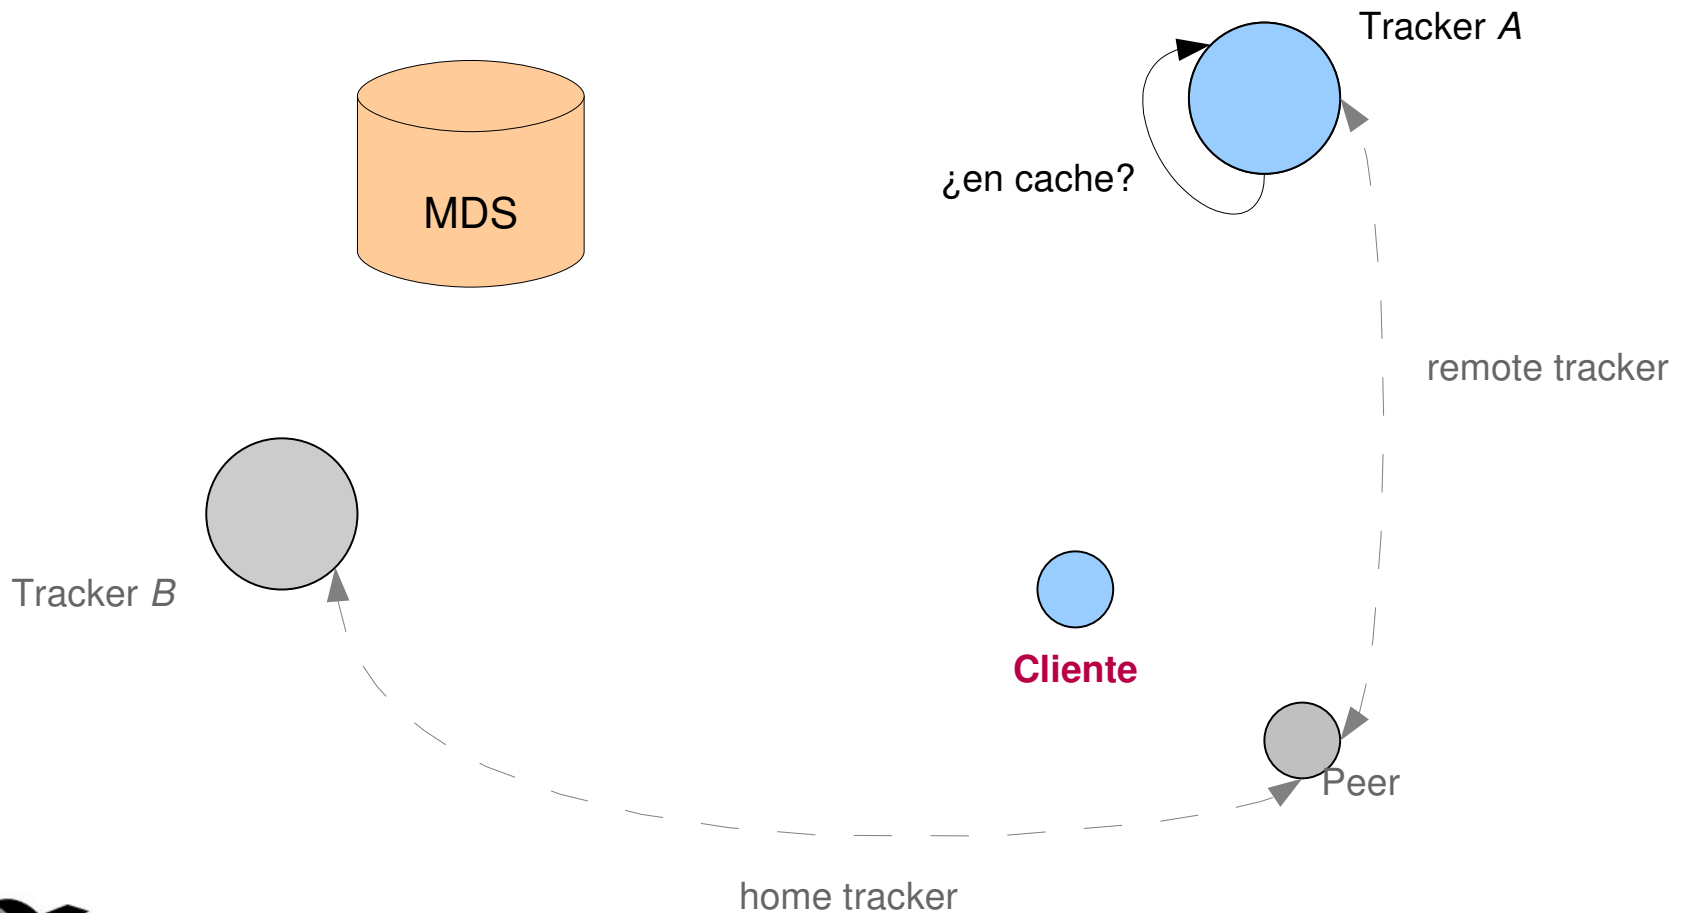 Tracker A
¿en cache?
MDS
remote tracker
Tracker B
Cliente
Peer
home tracker